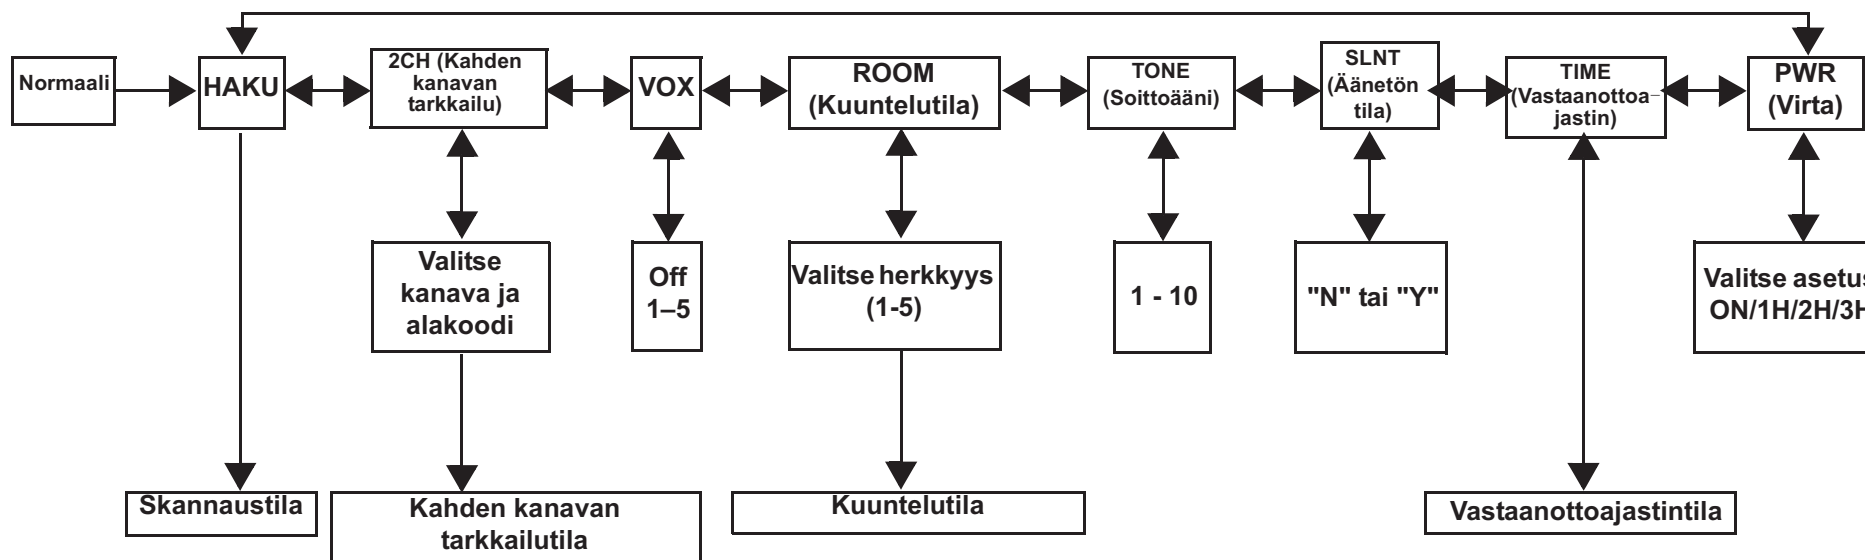 Normaali
HAKU
2CH (Kahden
kanavan
tarkkailu)
VOX
ROOM
(Kuuntelutila)
TONE
(Soittoääni)
SLNT
(Äänetön
tila)
TIME
(Vastaanottoa–
jastin)
PWR
(Virta)
Valitse
kanava ja
alakoodi
Off
1–5
Valitse herkkyys
(1-5)
1 - 10
"N" tai "Y"
Valitse asetus
ON/1H/2H/3H
Skannaustila
Kahden kanavan
tarkkailutila
Kuuntelutila
Vastaanottoajastintila